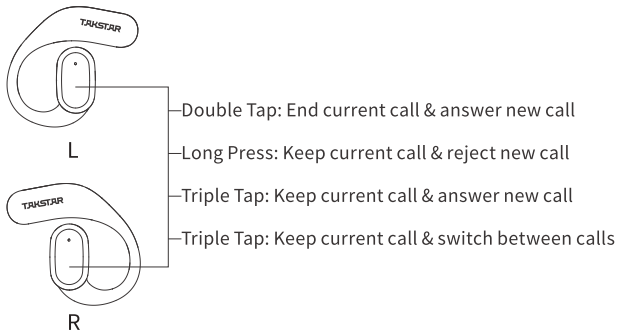 TAKSTAR
L
Double Tap: End current call & answer new call
Long Press: Keep current call & reject new call
Triple Tap: Keep current call & answer new call
Triple Tap: Keep current call & switch between calls
TAKSTAR
R